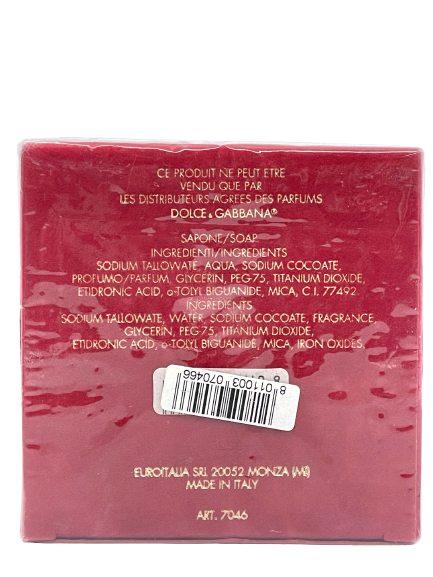 CE PRODUIT NE PEUT ETRE
VENDU QUE PAR
LES DISTRIBUTEURS AGREES DES PARFUMS
DOLCE & GABBANA®
SAPONE/SOAP
INGREDIENTI/INGREDIENTS
SODIUM TALLOWATE, AQUA, SODIUM COCOATE,
PROFUMO/PARFUM, GLYCERIN, PEG-75, TITANIUM DIOXIDE,
ETIDRONIC ACID, o-TOLYL BIGUANIDE, MICA, C.I. 77492.
INGREDIENTS
SODIUM TALLOWATE, WATER, SODIUM COCOATE, FRAGRANCE,
GLYCERIN, PEG-75, TITANIUM DIOXIDE,
ETIDRONIC ACID, o-TOLYL BIGUANIDE, MICA, IRON OXIDES.
8 011003 070466
EUROITALIA SRL 20052 MONZA (MI)
MADE IN ITALY
ART. 7046